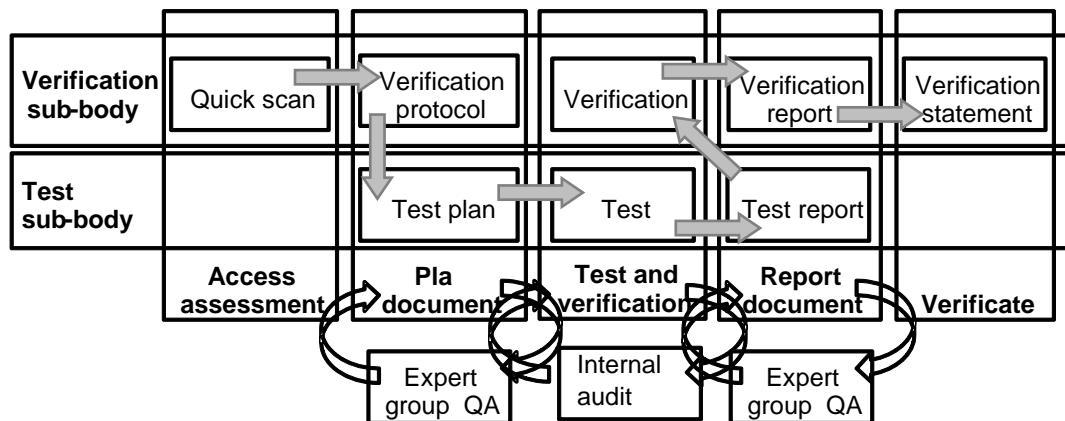 Verification
sub-body
Quick scan
Verification
protocol
Verification
Verification
report
Verification
statement
Test
sub-body
Test plan
Test
Test report
Access
assessment
Pla
document
Test and
verification
Report
document
Verificate
Expert
group QA
Internal
audit
Expert
group QA